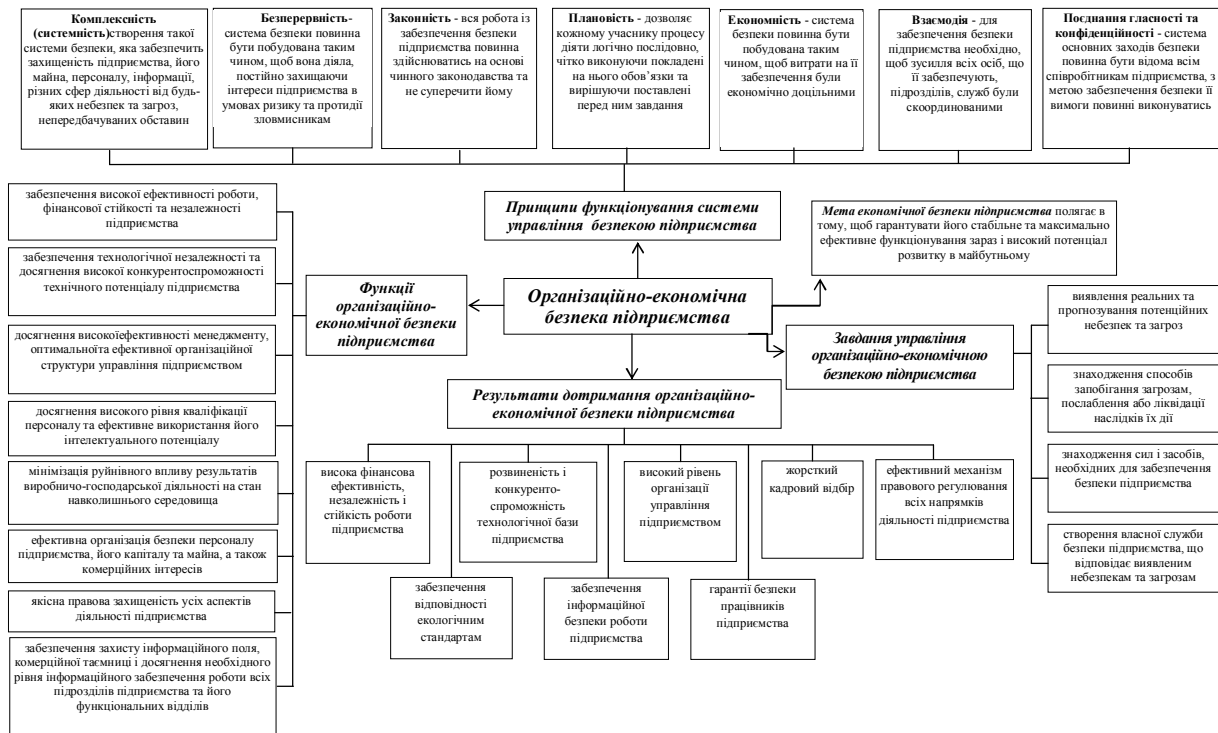 Комплексність
(системність)створення такої
системи безпеки, яка забезпечить
захищеність підприємства, його
майна, персоналу, інформації,
різних сфер діяльності від будь-
яких небезпек та загроз,
непередбачуваних обставин
Безперервність-
система безпеки повинна
бути побудована таким
чином, щоб вона діяла,
постійно захищаючи
інтереси підприємства в
умовах ризику та протидії
зловмисникам
Законність - вся робота із
забезпечення безпеки
підприємства повинна
здійснюватись на основі
чинного законодавства та
не суперечити йому
Плановість - дозволяє
кожному учаснику процесу
діяти логічно послідовно,
чітко виконуючи покладені
на нього обов'язки та
вирішуючи поставлені
перед ним завдання
Економність - система
безпеки повинна бути
побудована таким
чином, щоб витрати на її
забезпечення були
економічно доцільними
Взаємодія - для
забезпечення безпеки
підприємства необхідно,
щоб зусилля всіх осіб, що
її забезпечують,
підрозділів, служб були
скоординованими
Поєднання гласності та
конфіденційності - система
основних заходів безпеки
повинна бути відома всім
співробітникам підприємства, з
метою забезпечення безпеки її
вимоги повинні виконуватись
Принципи функціонування системи
управління безпекою підприємства
Мета економічної безпеки підприємства полягає в
тому, щоб гарантувати його стабільне та максимально
ефективне функціонування зараз і високий потенціал
розвитку в майбутньому
Організаційно-економічна
безпека підприємства
Функції
організаційно-
економічної безпеки
підприємства
забезпечення високої ефективності роботи,
фінансової стійкості та незалежності
підприємства
забезпечення технологічної незалежності та
досягнення високої конкурентоспроможності
технічного потенціалу підприємства
досягнення високоїефективності менеджменту,
оптимальноїта ефективної організаційної
структури управління підприємством
досягнення високого рівня кваліфікації
персоналу та ефективне використання його
інтелектуального потенціалу
мінімізація руйнівного впливу результатів
виробничо-господарської діяльності на стан
навколишнього середовища
ефективна організація безпеки персоналу
підприємства, його капіталу та майна, а також
комерційних інтересів
якісна правова захищеність усіх аспектів
діяльності підприємства
забезпечення захисту інформаційного поля,
комерційної таємниці і досягнення необхідного
рівня інформаційного забезпечення роботи всіх
підрозділів підприємства та його
функціональних відділів
Завдання управління
організаційно-економічною
безпекою підприємства
виявлення реальних та
прогнозування потенційних
небезпек та загроз
знаходження способів
запобігання загрозам,
послаблення або ліквідації
наслідків їх дії
знаходження сил і засобів,
необхідних для забезпечення
безпеки підприємства
створення власної служби
безпеки підприємства, що
відповідає виявленим
небезпекам та загрозам
Результати дотримання організаційно-
економічної безпеки підприємства
висока фінансова
ефективність,
незалежність і
стійкість роботи
підприємства
розвиненість і
конкуренто-
спроможність
технологічної бази
підприємства
високий рівень
організації
управління
підприємством
жорсткий
кадровий відбір
ефективний механізм
правового регулювання
всіх напрямків
діяльності підприємства
забезпечення
відповідності
екологічним
стандартам
забезпечення
інформаційної
безпеки роботи
підприємства
гарантії безпеки
працівників
підприємства